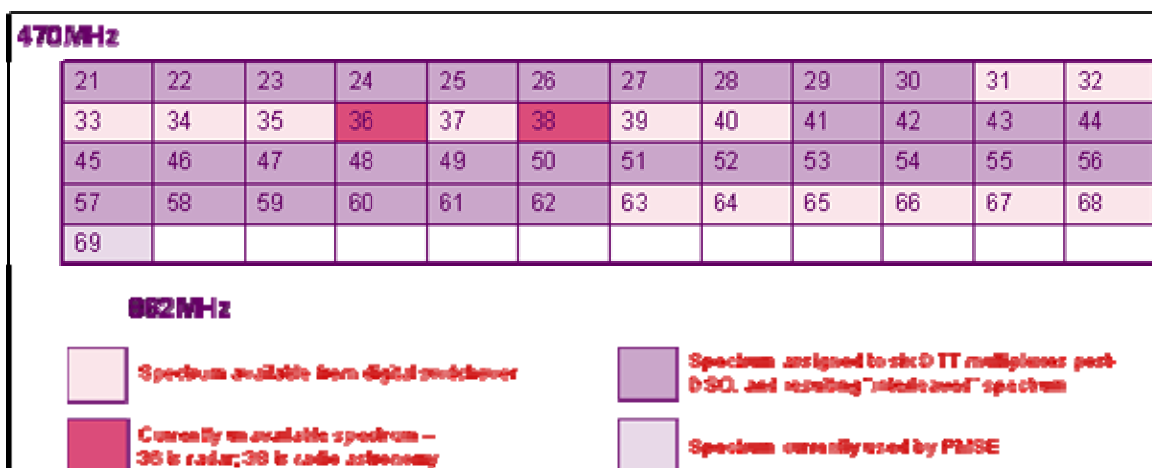 470MHz
21 22 23 24 25 26 27 28 29 30 31 32
33 34 35 36 37 38 39 40 41 42 43 44
45 46 47 48 49 50 51 52 53 54 55 56
57 58 59 60 61 62 63 64 65 66 67 68
69
862MHz
Spectrum available from digital switchover
Spectrum assigned to six DTT multiplexes post-
DSO, and resulting "interleaved" spectrum
Currently unavailable spectrum –
36 is radar; 38 is radio astronomy
Spectrum currently used by PMSE